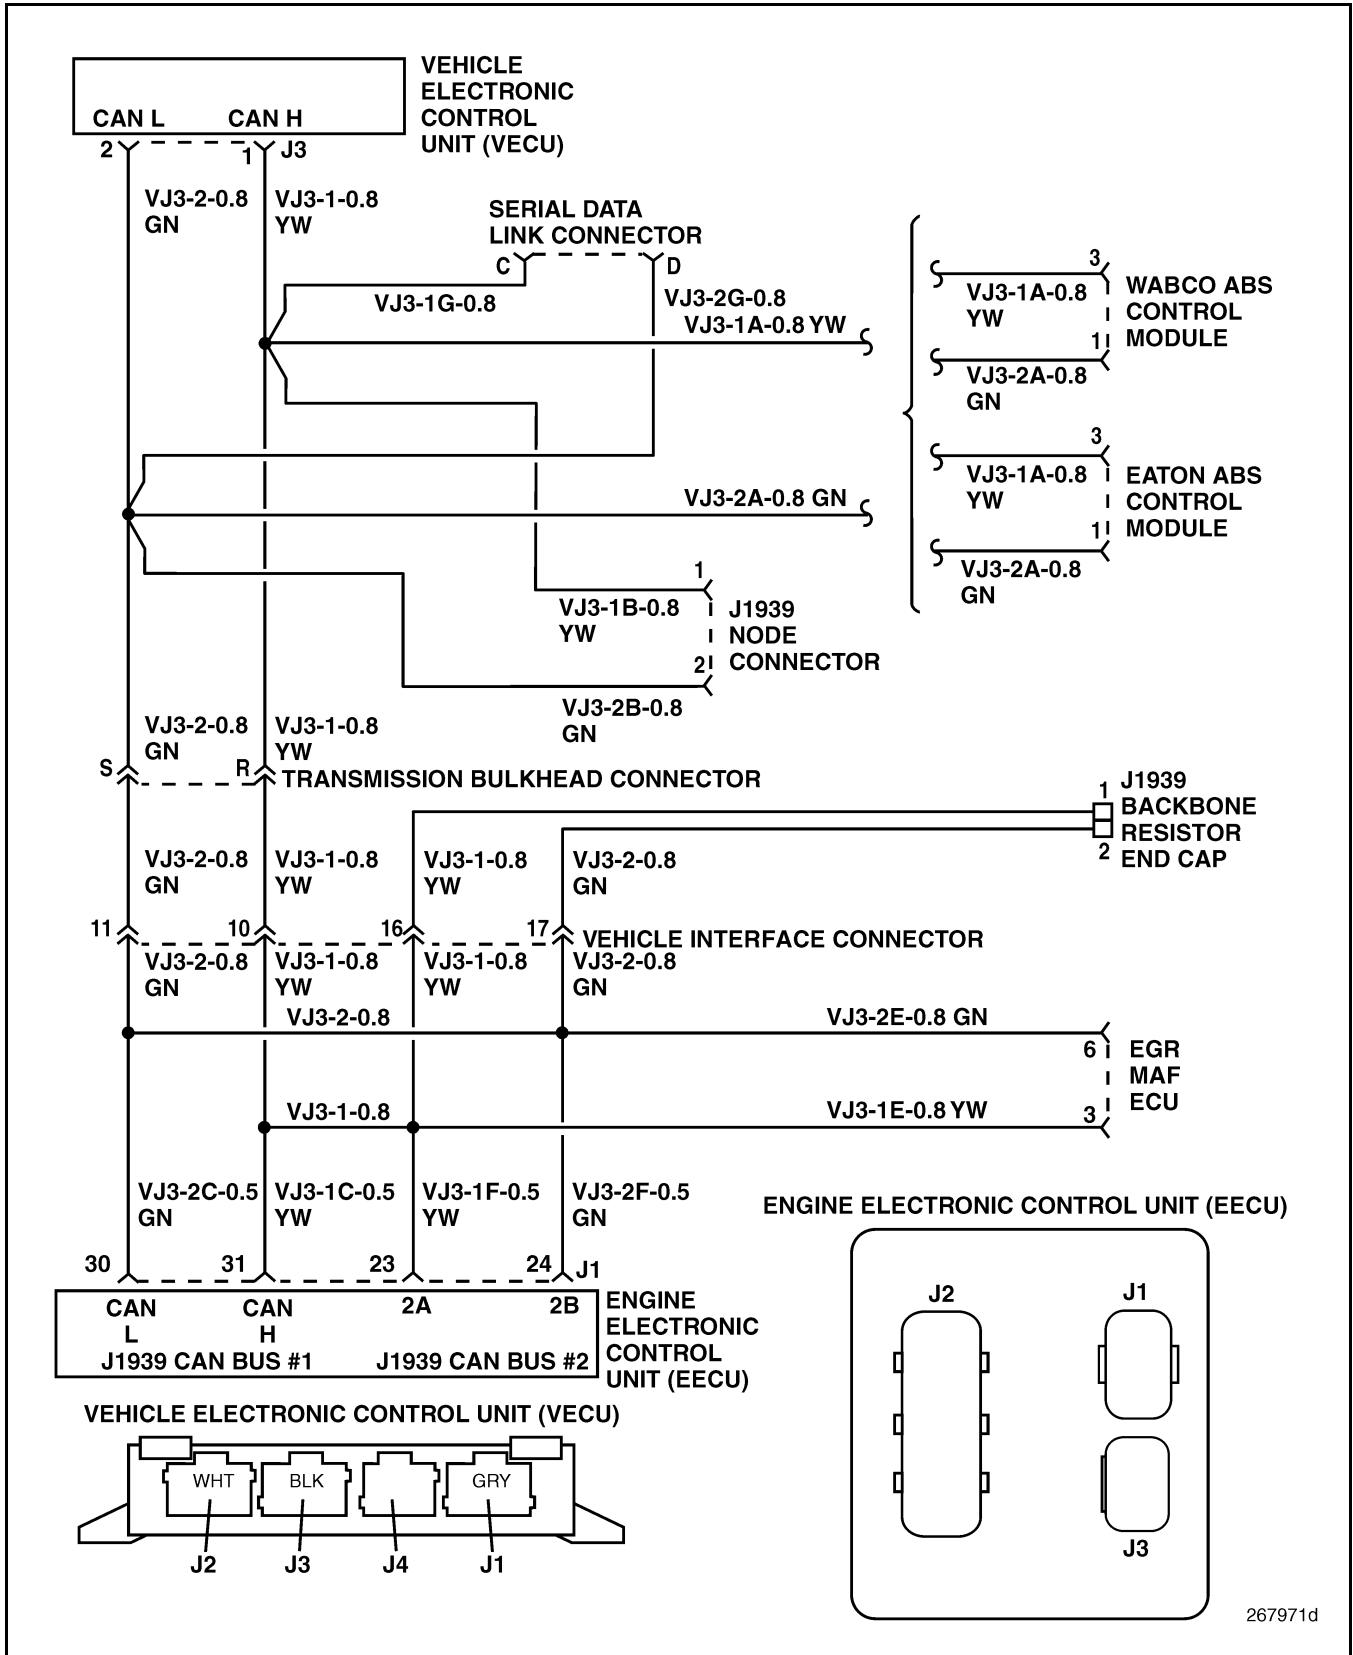 VEHICLE
ELECTRONIC
CONTROL
UNIT (VECU)
CAN L
CAN H
2
1
J3
VJ3-2-0.8
GN
VJ3-1-0.8
YW
SERIAL DATA
LINK CONNECTOR
C
D
VJ3-1G-0.8
VJ3-2G-0.8
VJ3-1A-0.8 YW
3
VJ3-1A-0.8
YW
1
VJ3-2A-0.8
GN
WABCO ABS
CONTROL
MODULE
3
VJ3-1A-0.8
YW
1
VJ3-2A-0.8
GN
EATON ABS
CONTROL
MODULE
VJ3-2A-0.8 GN
1
VJ3-1B-0.8
YW
2
VJ3-2B-0.8
GN
J1939
NODE
CONNECTOR
VJ3-2-0.8
GN
VJ3-1-0.8
YW
S
R
TRANSMISSION BULKHEAD CONNECTOR
1
2
J1939
BACKBONE
RESISTOR
END CAP
VJ3-2-0.8
GN
VJ3-1-0.8
YW
VJ3-1-0.8
YW
VJ3-2-0.8
GN
11
10
16
17
VEHICLE INTERFACE CONNECTOR
VJ3-2-0.8
GN
VJ3-1-0.8
YW
VJ3-1-0.8
YW
VJ3-2-0.8
GN
VJ3-2-0.8
VJ3-2E-0.8 GN
6
EGR
MAF
ECU
VJ3-1-0.8
VJ3-1E-0.8 YW
3
VJ3-2C-0.5
GN
VJ3-1C-0.5
YW
VJ3-1F-0.5
YW
VJ3-2F-0.5
GN
30
31
23
24
J1
CAN
L
CAN
H
2A
2B
J1939 CAN BUS #1
J1939 CAN BUS #2
ENGINE
ELECTRONIC
CONTROL
UNIT (EECU)
VEHICLE ELECTRONIC CONTROL UNIT (VECU)
WHT
BLK
GRY
J2
J3
J4
J1
ENGINE ELECTRONIC CONTROL UNIT (EECU)
J2
J1
J3
267971d